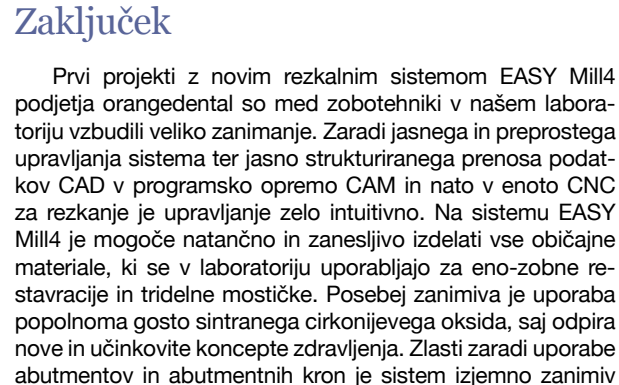 Zaključek
Prvi projekti z novim rezkalnim sistemom EASY Mill4
podjetja orangedental so med zobotehniki v našem labora-
toriju vzbudili veliko zanimanje. Zaradi jasnega in preprostega
upravljanja sistema ter jasno strukturiranega prenosa podat-
kov CAD v programsko opremo CAM in nato v enoto CNC
za rezkanje je upravljanje zelo intuitivno. Na sistemu EASY
Mill4 je mogoče natančno in zanesljivo izdelati vse običajne
materiale, ki se v laboratoriju uporabljajo za eno-zobne re-
stavracije in tridelne mostičke. Posebej zanimiva je uporaba
popolnoma gosto sintranega cirkonijevega oksida, saj odpira
nove in učinkovite koncepte zdravljenja. Zlasti zaradi uporabe
abutmentov in abutmentnih kron je sistem izjemno zanimiv